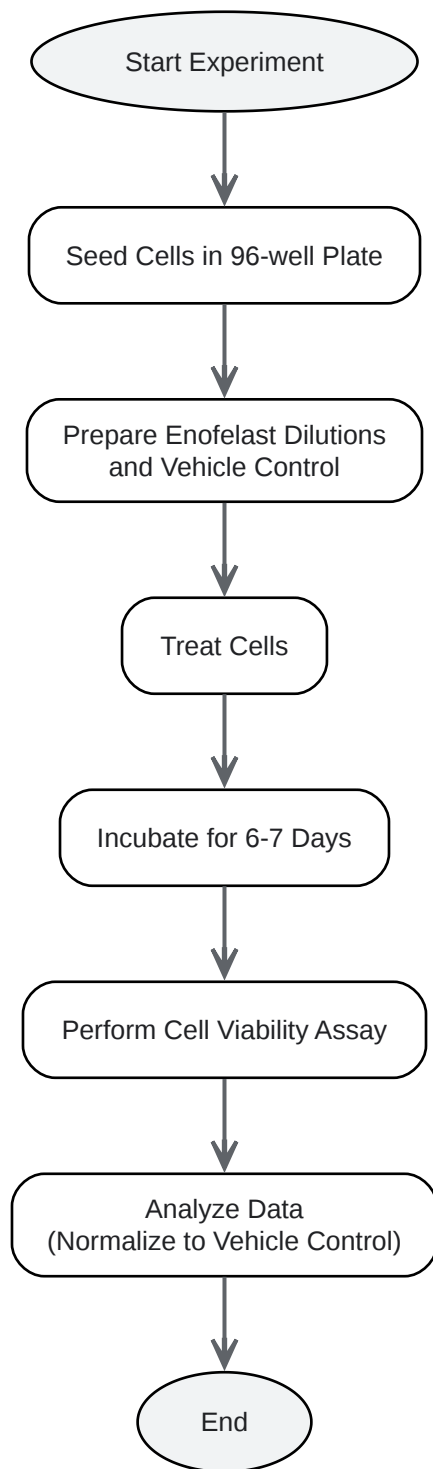 Start Experiment
Seed Cells in 96-well Plate
Prepare Enofelast Dilutions
and Vehicle Control
Treat Cells
Incubate for 6-7 Days
Perform Cell Viability Assay
Analyze Data
(Normalize to Vehicle Control)
End